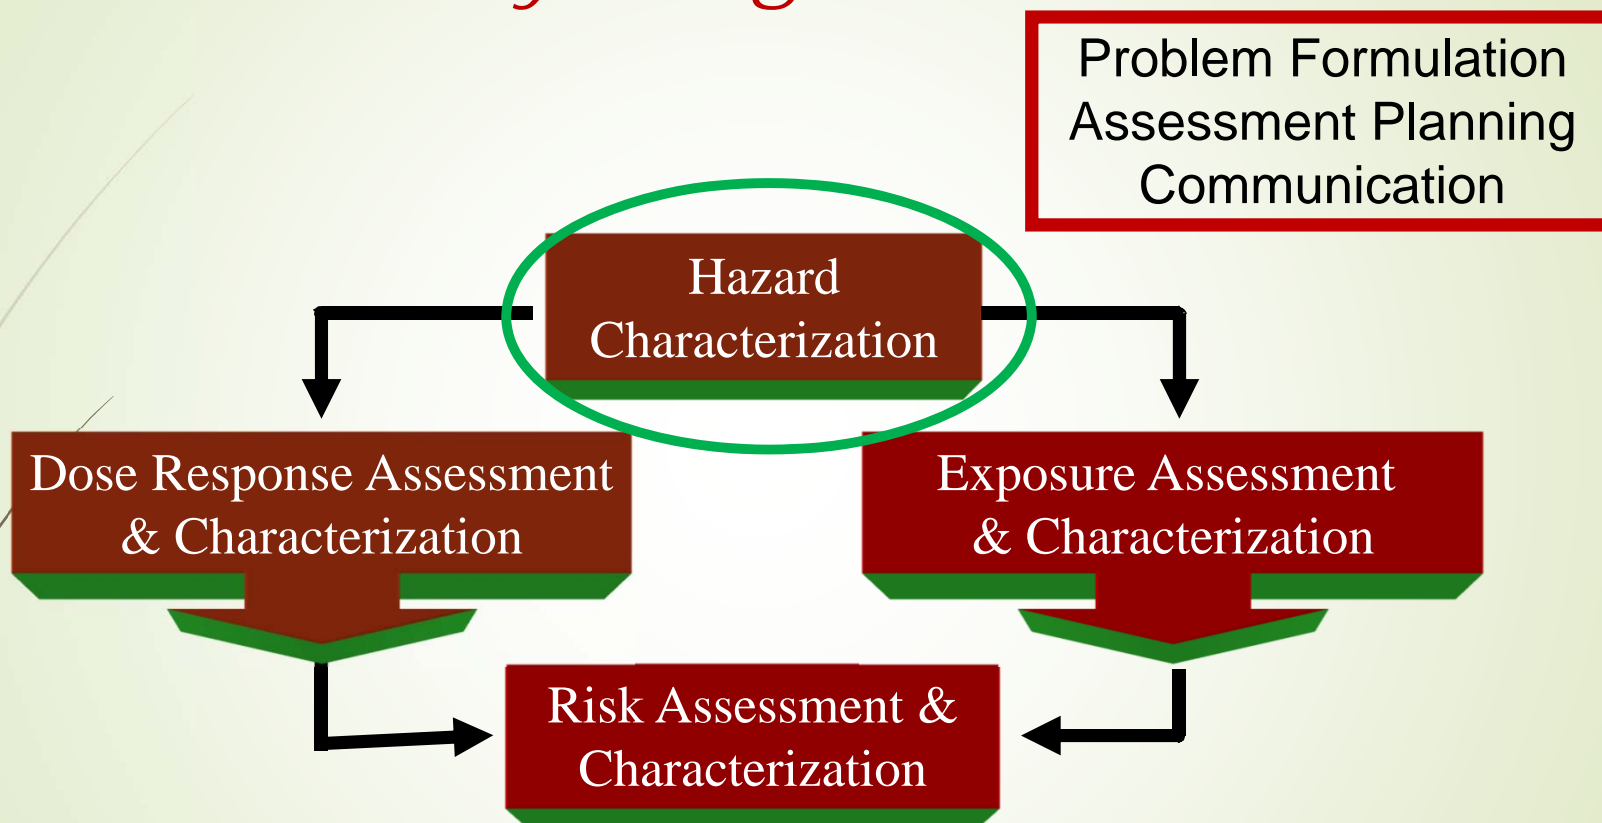 Problem Formulation
Assessment Planning
Communication
Hazard
Characterization
Dose Response Assessment
& Characterization
Exposure Assessment
& Characterization
Risk Assessment &
Characterization